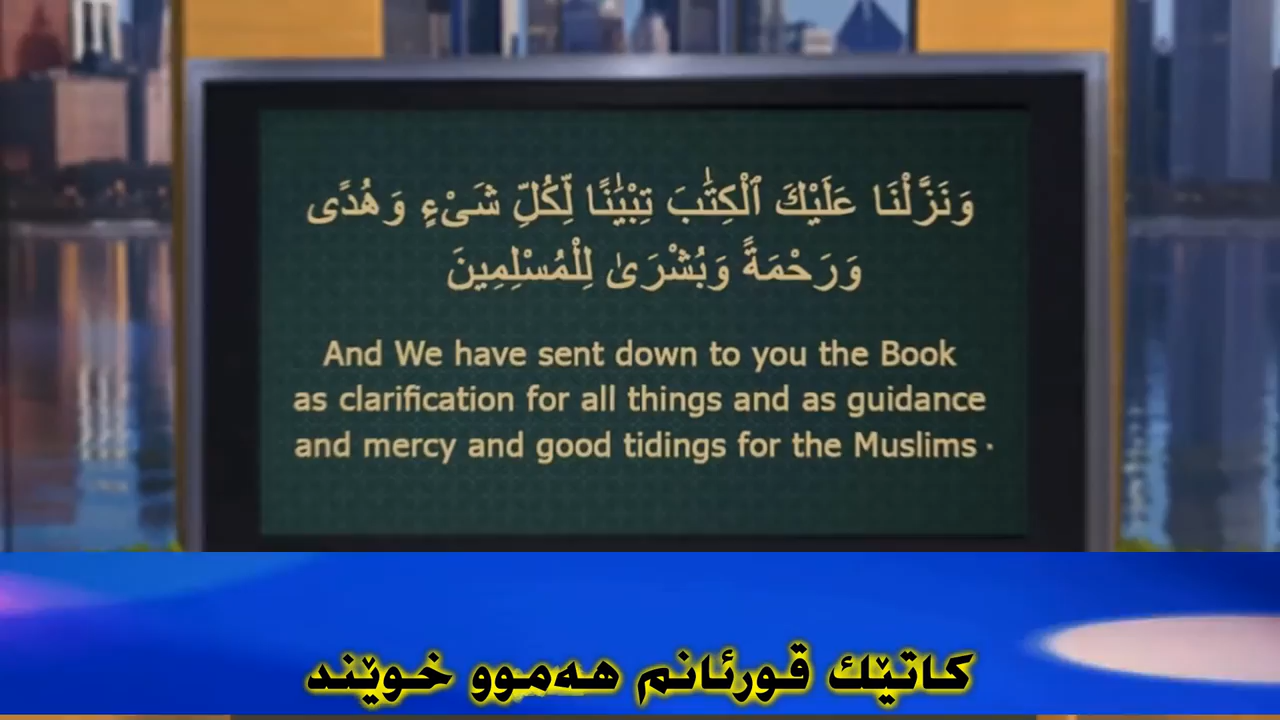 وَنَزَّلْنَا عَلَيْكَ ٱلْكِتَٰبَ تِبْيَٰنًا لِّكُلِّ شَىْءٍ وَهُدًى
وَرَحْمَةً وَبُشْرَىٰ لِلْمُسْلِمِينَ
And We have sent down to you the Book
as clarification for all things and as guidance
and mercy and good tidings for the Muslims ·
كاتێك قورئانم هەموو خوێند